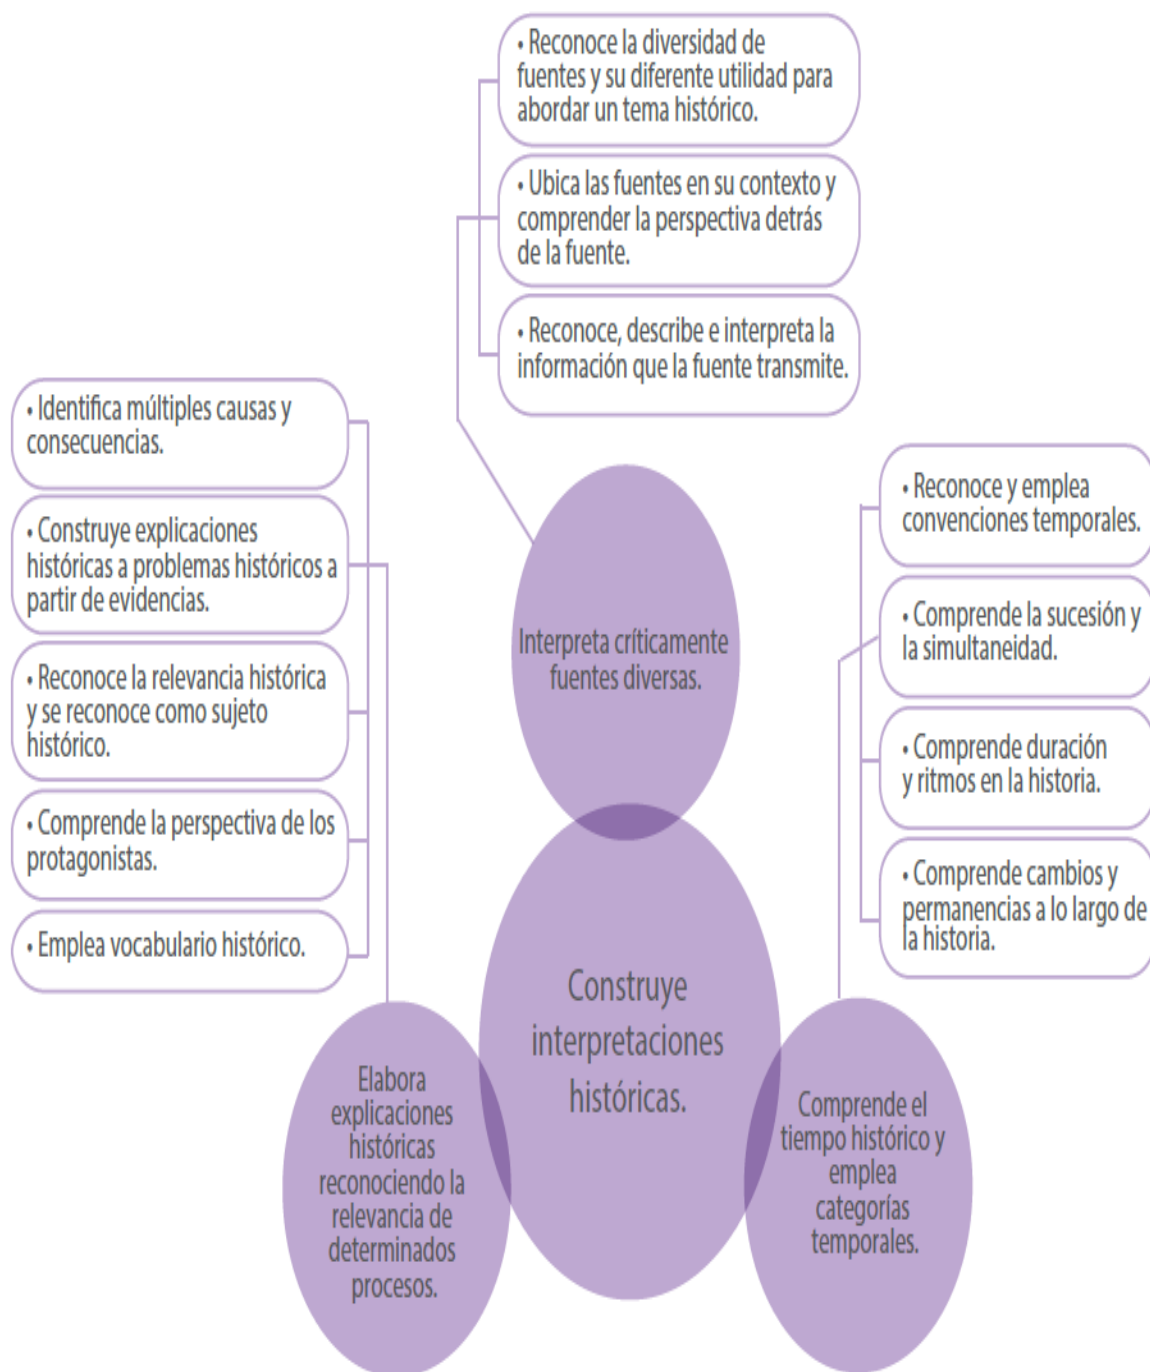 • Reconoce la diversidad de
fuentes y su diferente utilidad para
abordar un tema histórico.
• Ubica las fuentes en su contexto y
comprender la perspectiva detrás
de la fuente.
• Reconoce, describe e interpreta la
información que la fuente transmite.
• Identifica múltiples causas y
consecuencias.
• Construye explicaciones
históricas a problemas históricos a
partir de evidencias.
• Reconoce la relevancia histórica
y se reconoce como sujeto
histórico.
• Comprende la perspectiva de los
protagonistas.
• Emplea vocabulario histórico.
• Reconoce y emplea
convenciones temporales.
• Comprende la sucesión y
la simultaneidad.
• Comprende duración
y ritmos en la historia.
• Comprende cambios y
permanencias a lo largo de
la historia.
Interpreta críticamente
fuentes diversas.
Construye
interpretaciones
históricas.
Elabora
explicaciones
históricas
reconociendo la
relevancia de
determinados
procesos.
Comprende el
tiempo histórico y
emplea
categorías
temporales.